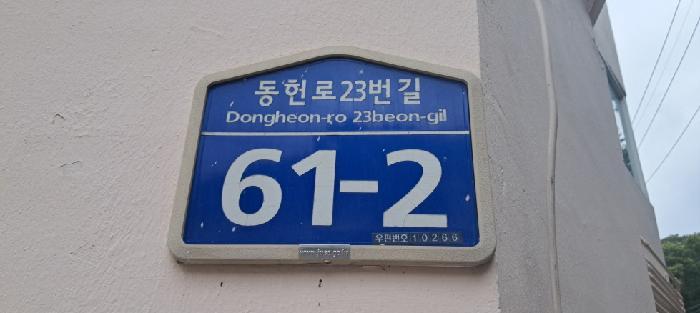 동헌로23번길
Dongheon-ro 23beon-gil
61-2
우편번호 10266